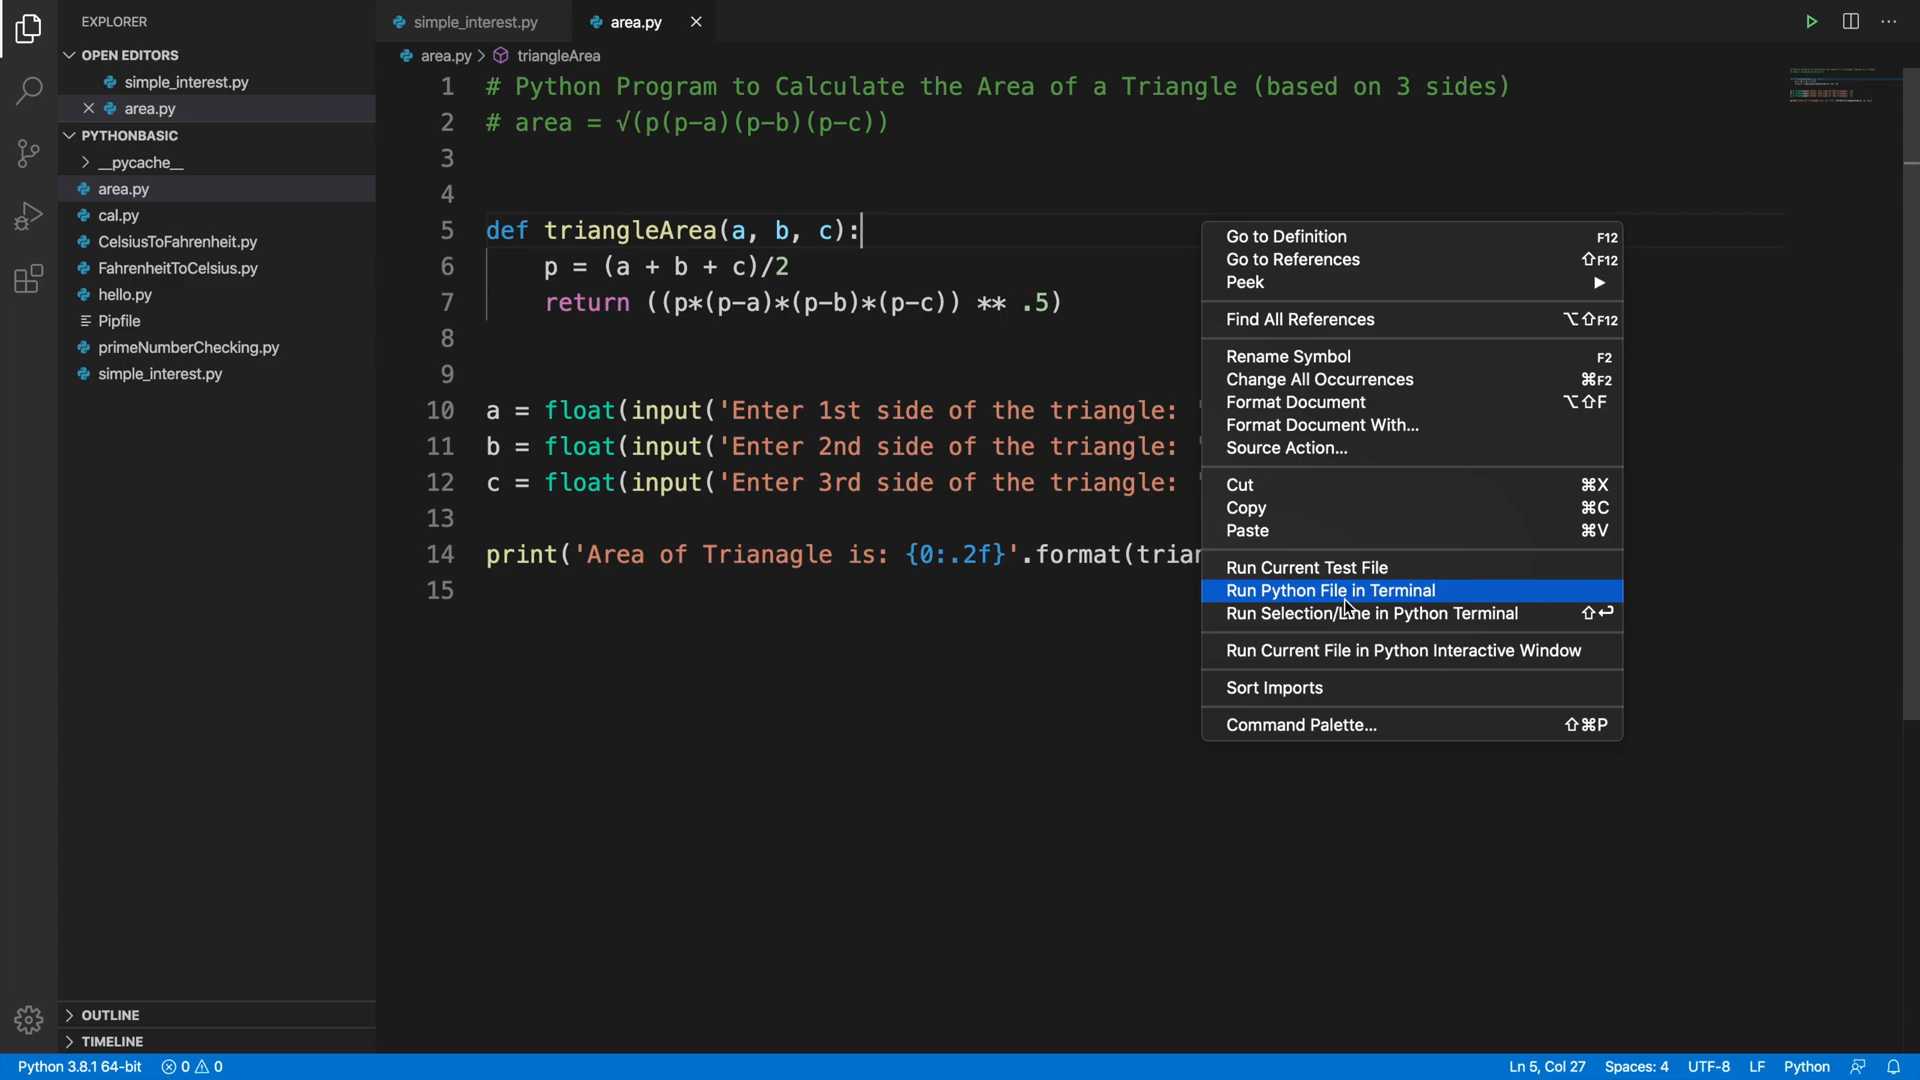 EXPLORER
OPEN EDITORS
simple_interest.py
area.py
PYTHONBASIC
__pycache__
area.py
cal.py
CelsiusToFahrenheit.py
FahrenheitToCelsius.py
hello.py
Pipfile
primeNumberChecking.py
simple_interest.py
OUTLINE
TIMELINE
simple_interest.py
area.py
area.py > triangleArea
1 # Python Program to Calculate the Area of a Triangle (based on 3 sides)
2 # area = √(p(p-a)(p-b)(p-c))
3
4
5 def triangleArea(a, b, c):
6 p = (a + b + c)/2
7 return ((p*(p-a)*(p-b)*(p-c)) ** .5)
8
9
10 a = float(input('Enter 1st side of the triangle: '
11 b = float(input('Enter 2nd side of the triangle: '
12 c = float(input('Enter 3rd side of the triangle: '
13
14 print('Area of Trianagle is: {0:.2f}'.format(trian
15
Go to Definition F12
Go to References ⇧F12
Peek ▶
Find All References ⌥⇧F12
Rename Symbol F2
Change All Occurrences ⌘F2
Format Document ⌥⇧F
Format Document With...
Source Action...
Cut ⌘X
Copy ⌘C
Paste ⌘V
Run Current Test File
Run Python File in Terminal
Run Selection/Line in Python Terminal ⇧↩
Run Current File in Python Interactive Window
Sort Imports
Command Palette... ⇧⌘P
Python 3.8.1 64-bit 0 0 Ln 5, Col 27 Spaces: 4 UTF-8 LF Python